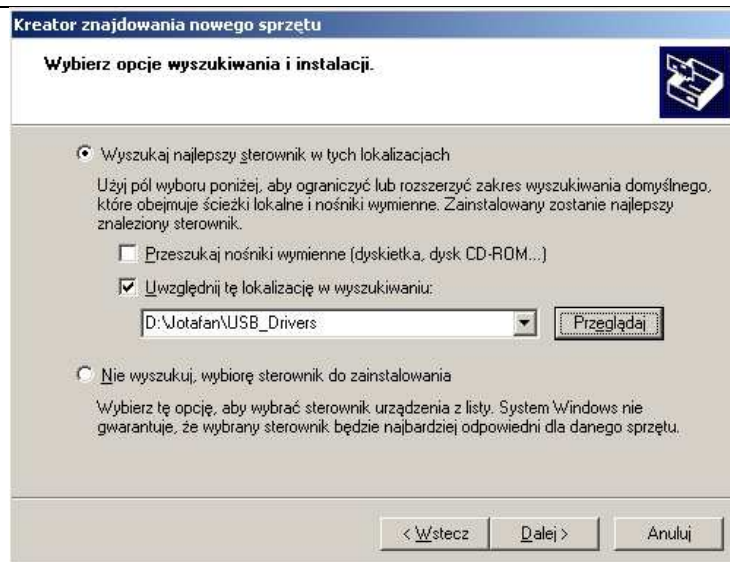 Kreator znajdowania nowego sprzętu
Wybierz opcje wyszukiwania i instalacji.
Wyszukaj najlepszy sterownik w tych lokalizacjach
Użyj pól wyboru poniżej, aby ograniczyć lub rozszerzyć zakres wyszukiwania domyślnego,
które obejmuje ścieżki lokalne i nośniki wymienne. Zainstalowany zostanie najlepszy
znaleziony sterownik.
Przeszukaj nośniki wymienne (dyskietka, dysk CD-ROM...)
Uwzględnij tę lokalizację w wyszukiwaniu:
D:\Jotafan\USB_Drivers
Przeglądaj
Nie wyszukuj, wybiorę sterownik do zainstalowania
Wybierz tę opcję, aby wybrać sterownik urządzenia z listy. System Windows nie
gwarantuje, że wybrany sterownik będzie najbardziej odpowiedni dla danego sprzętu.
< Wstecz
Dalej >
Anuluj